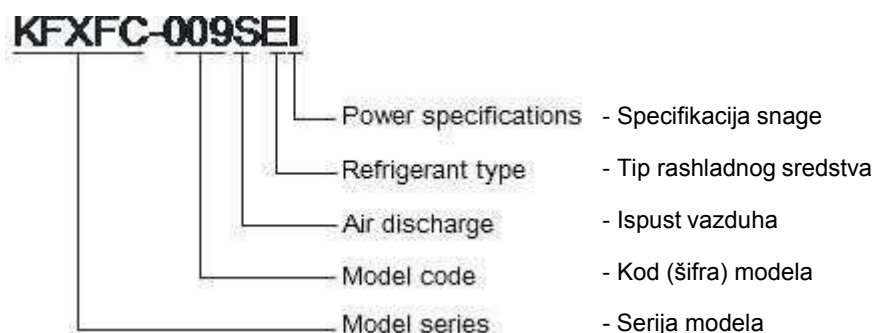 KFXFC-009SEI
Power specifications - Specifikacija snage
Refrigerant type - Tip rashladnog sredstva
Air discharge - Ispust vazduha
Model code - Kod (šifra) modela
Model series - Serija modela